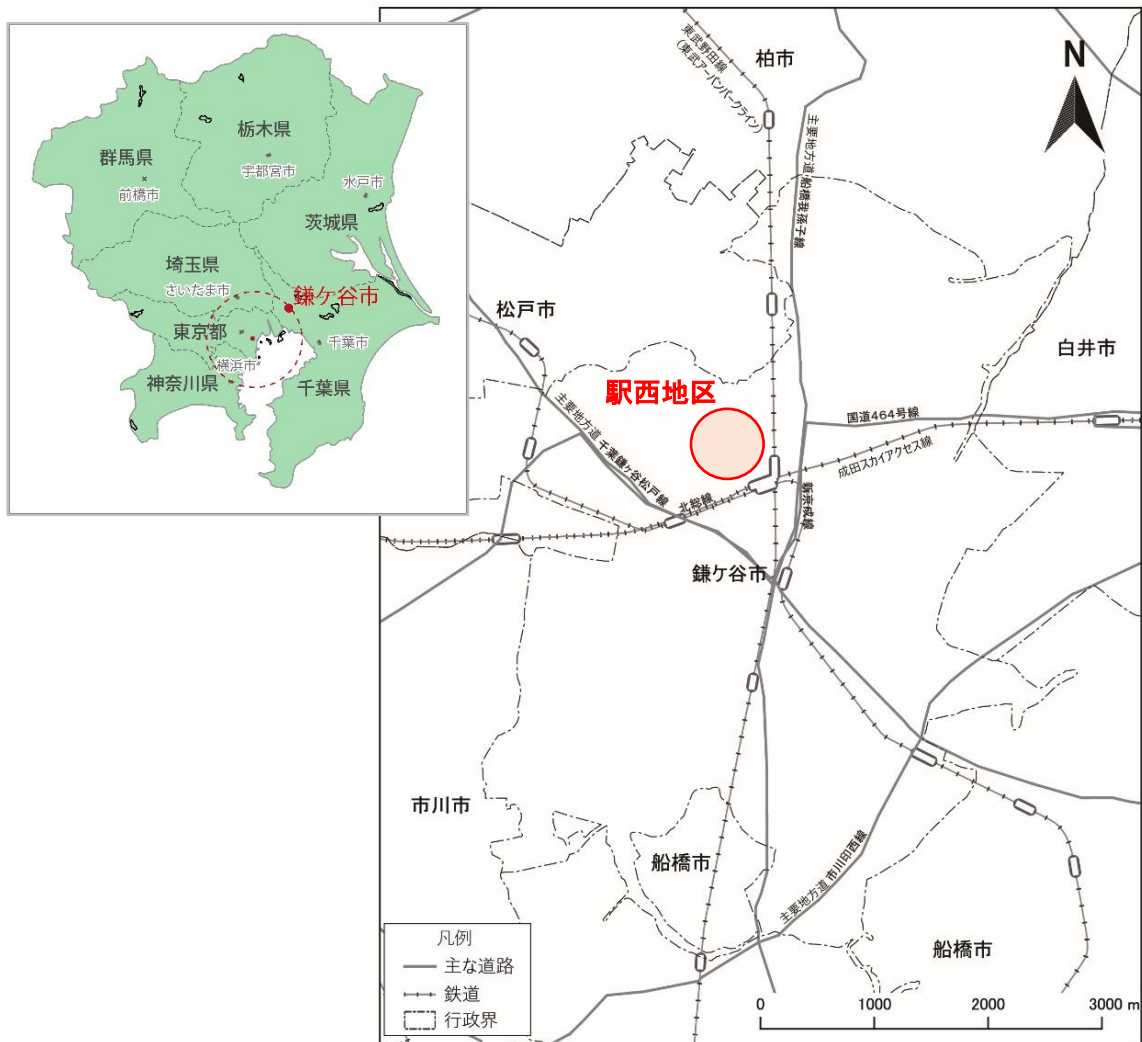 栃木県
群馬県
宇都宮市
前橋市
水戸市
茨城県
埼玉県
さいたま市
鎌ケ谷市
東京都
千葉市
横浜市
神奈川県
千葉県
東武野田線
(東武アーバンパークライン)
柏市
N
主要地方道 船橋我孫子線
松戸市
白井市
駅西地区
国道464号線
主要地方道 千葉鎌ケ谷松戸線
成田スカイアクセス線
北総線
新京成線
鎌ケ谷市
市川市
船橋市
主要地方道 市川印西線
船橋市
凡例
主な道路
鉄道
行政界
0 1000 2000 3000 m